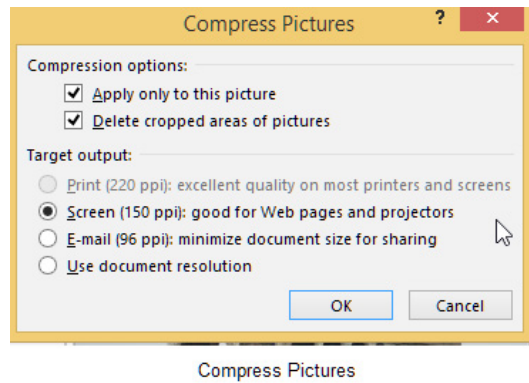 Compress Pictures ? ×
Compression options:
Apply only to this picture
Delete cropped areas of pictures
Target output:
Print (220 ppi): excellent quality on most printers and screens
Screen (150 ppi): good for Web pages and projectors
E-mail (96 ppi): minimize document size for sharing
Use document resolution
OK Cancel
Compress Pictures